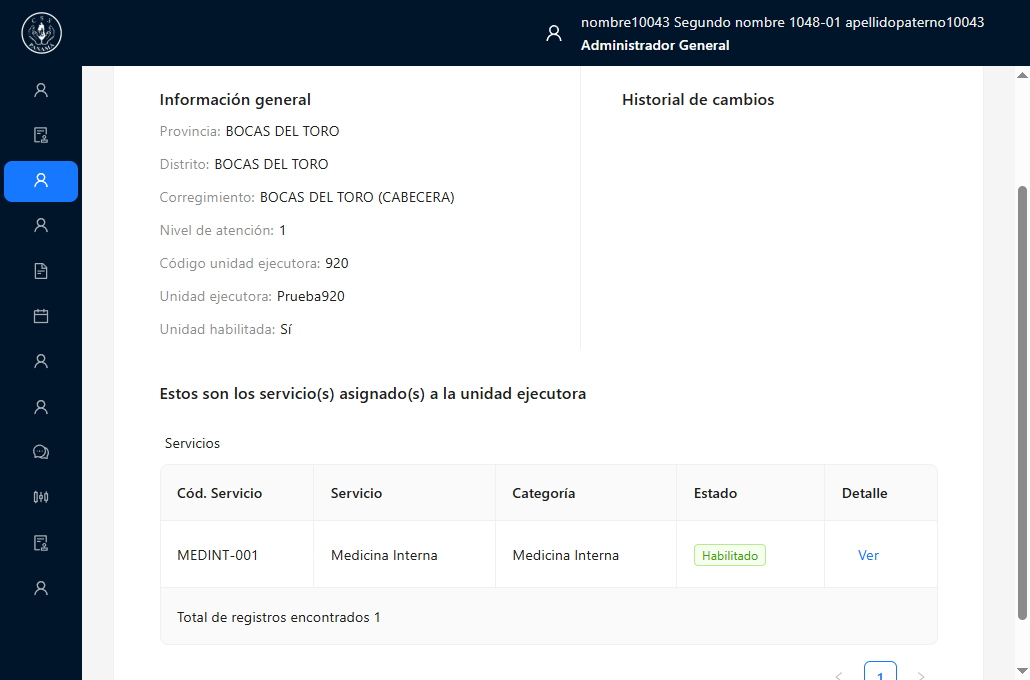 C S S
PANAMA
nombre10043 Segundo nombre 1048-01 apellidopaterno10043
Administrador General
Información general
Provincia: BOCAS DEL TORO
Distrito: BOCAS DEL TORO
Corregimiento: BOCAS DEL TORO (CABECERA)
Nivel de atención: 1
Código unidad ejecutora: 920
Unidad ejecutora: Prueba920
Unidad habilitada: Sí
Historial de cambios
Estos son los servicio(s) asignado(s) a la unidad ejecutora
Servicios
Cód. Servicio Servicio Categoría Estado Detalle
MEDINT-001 Medicina Interna Medicina Interna Habilitado Ver
Total de registros encontrados 1
1